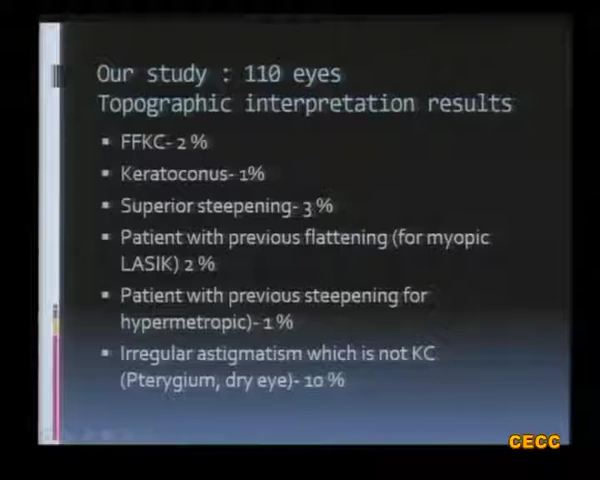 Our study : 110 eyes
Topographic interpretation results
FFKC- 2 %
Keratoconus- 1%
Superior steepening- 3 %
Patient with previous flattening (for myopic
LASIK) 2 %
Patient with previous steepening for
hypermetropic)- 1 %
Irregular astigmatism which is not KC
(Pterygium, dry eye)- 10 %
CECC